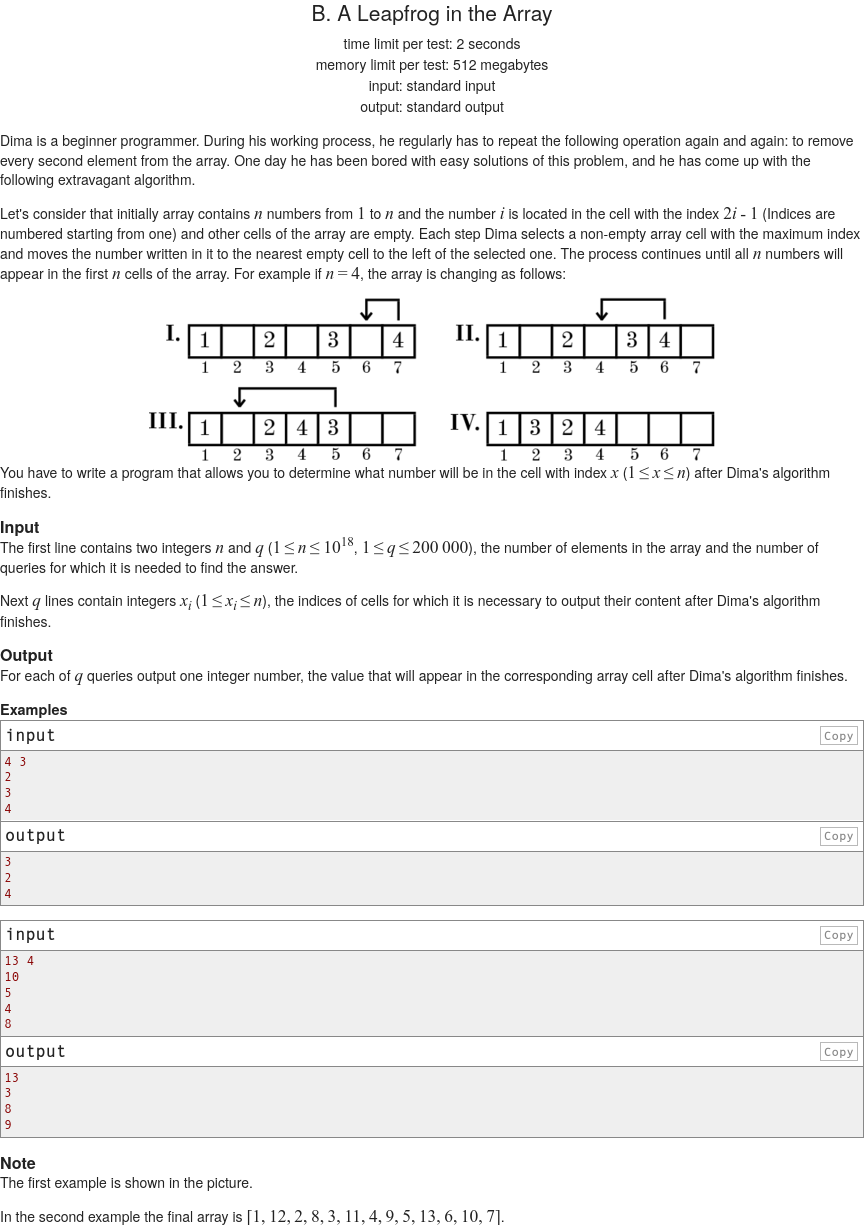 B. A Leapfrog in the Array
time limit per test: 2 seconds
memory limit per test: 512 megabytes
input: standard input
output: standard output
Dima is a beginner programmer. During his working process, he regularly has to repeat the following operation again and again: to remove
every second element from the array. One day he has been bored with easy solutions of this problem, and he has come up with the
following extravagant algorithm.
Let's consider that initially array contains n numbers from 1 to n and the number i is located in the cell with the index 2i - 1 (Indices are
numbered starting from one) and other cells of the array are empty. Each step Dima selects a non-empty array cell with the maximum index
and moves the number written in it to the nearest empty cell to the left of the selected one. The process continues until all n numbers will
appear in the first n cells of the array. For example if n = 4, the array is changing as follows:
I. 1 2 3 4 II. 1 2 3 4
1 2 3 4 5 6 7 1 2 3 4 5 6 7
III. 1 2 4 3 IV. 1 3 2 4
1 2 3 4 5 6 7 1 2 3 4 5 6 7
You have to write a program that allows you to determine what number will be in the cell with index x (1 ≤ x ≤ n) after Dima's algorithm
finishes.
Input
The first line contains two integers n and q (1 ≤ n ≤ 10^18, 1 ≤ q ≤ 200 000), the number of elements in the array and the number of
queries for which it is needed to find the answer.
Next q lines contain integers x_i (1 ≤ x_i ≤ n), the indices of cells for which it is necessary to output their content after Dima's algorithm
finishes.
Output
For each of q queries output one integer number, the value that will appear in the corresponding array cell after Dima's algorithm finishes.
Examples
input Copy
4 3
2
3
4
output Copy
3
2
4
input Copy
13 4
10
5
4
8
output Copy
13
3
8
9
Note
The first example is shown in the picture.
In the second example the final array is [1, 12, 2, 8, 3, 11, 4, 9, 5, 13, 6, 10, 7].